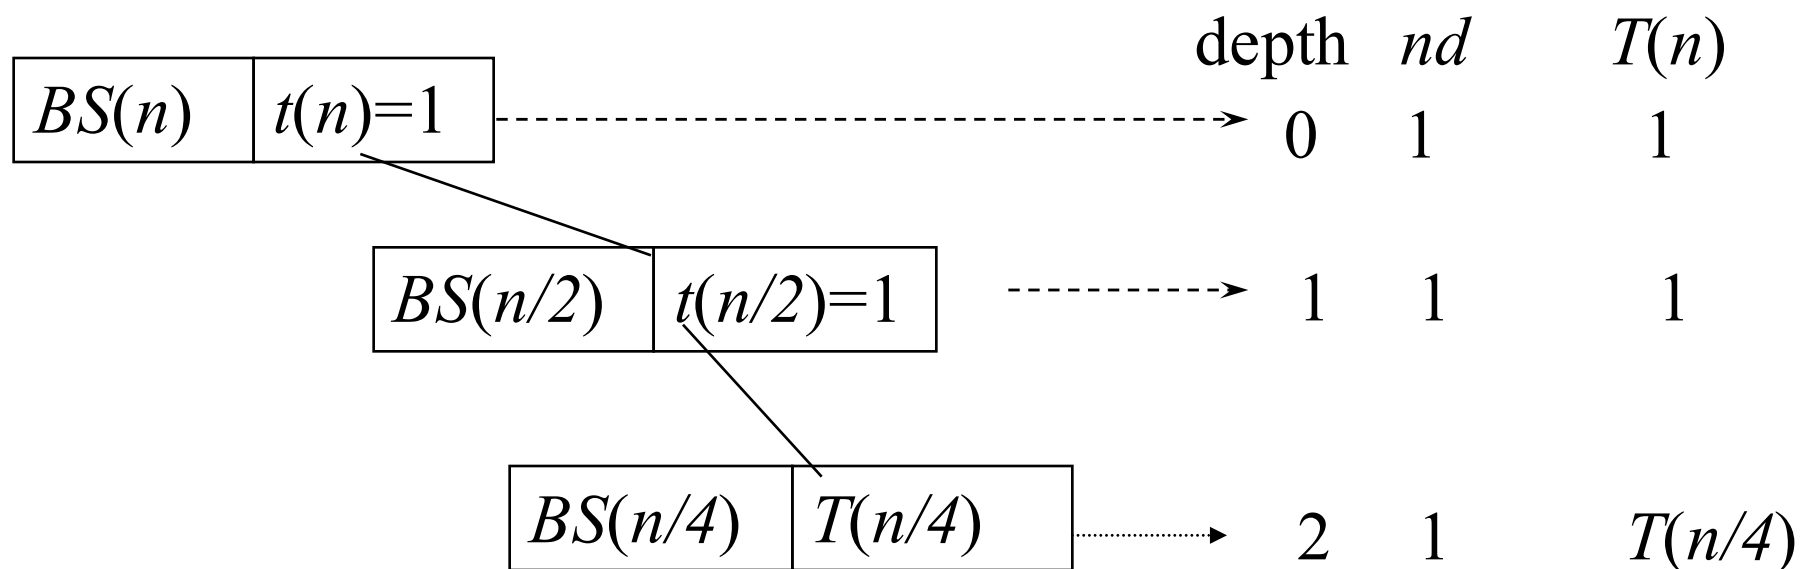 depth nd T(n)
BS(n) t(n)=1 0 1 1
BS(n/2) t(n/2)=1 1 1 1
BS(n/4) T(n/4) 2 1 T(n/4)